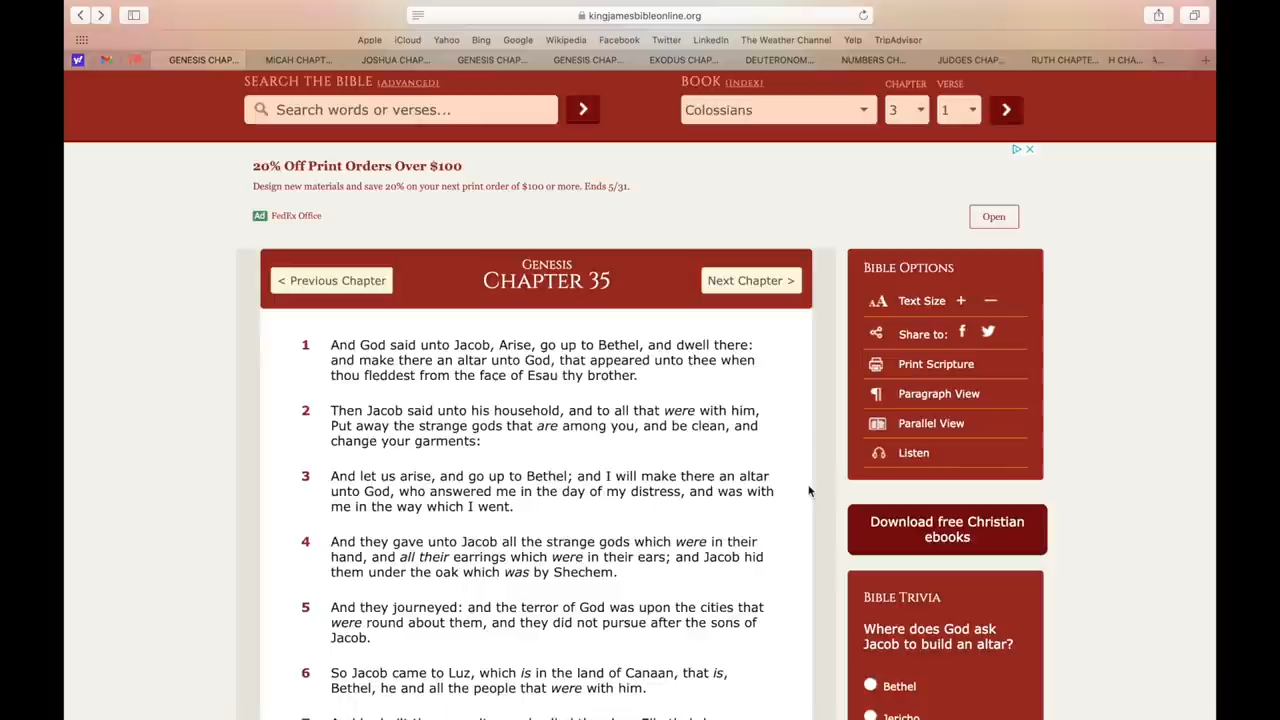 kingjamesbibleonline.org
Apple iCloud Yahoo Bing Google Wikipedia Facebook Twitter LinkedIn The Weather Channel Yelp TripAdvisor
GENESIS CHAP... MICAH CHAPT... JOSHUA CHAP... GENESIS CHAP... GENESIS CHAP... EXODUS CHAP... DEUTERONOM... NUMBERS CH... JUDGES CHAP... RUTH CHAPTE... H CHA... A...
SEARCH THE BIBLE (ADVANCED)
BOOK (INDEX) CHAPTER VERSE
Search words or verses...
Colossians 3 1
20% Off Print Orders Over $100
Design new materials and save 20% on your next print order of $100 or more. Ends 5/31.
Ad FedEx Office
Open
< Previous Chapter
GENESIS
CHAPTER 35
Next Chapter >
1 And God said unto Jacob, Arise, go up to Bethel, and dwell there:
and make there an altar unto God, that appeared unto thee when
thou fleddest from the face of Esau thy brother.
2 Then Jacob said unto his household, and to all that were with him,
Put away the strange gods that are among you, and be clean, and
change your garments:
3 And let us arise, and go up to Bethel; and I will make there an altar
unto God, who answered me in the day of my distress, and was with
me in the way which I went.
4 And they gave unto Jacob all the strange gods which were in their
hand, and all their earrings which were in their ears; and Jacob hid
them under the oak which was by Shechem.
5 And they journeyed: and the terror of God was upon the cities that
were round about them, and they did not pursue after the sons of
Jacob.
6 So Jacob came to Luz, which is in the land of Canaan, that is,
Bethel, he and all the people that were with him.
BIBLE OPTIONS
AA Text Size + —
Share to: f
Print Scripture
Paragraph View
Parallel View
Listen
Download free Christian
ebooks
BIBLE TRIVIA
Where does God ask
Jacob to build an altar?
Bethel
Jericho